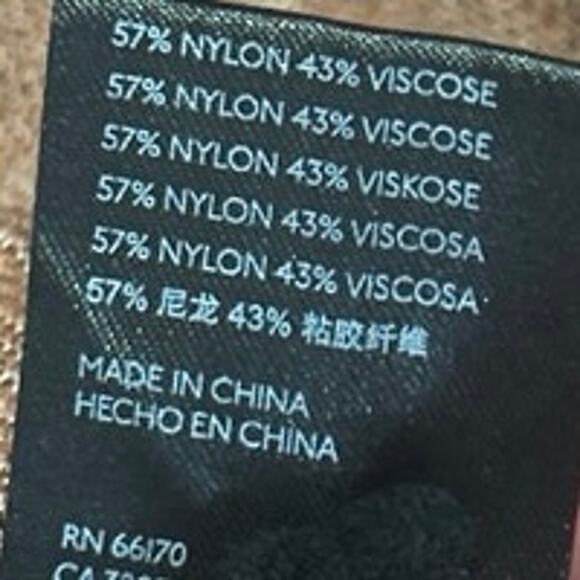 57% NYLON 43% VISCOSE
57% NYLON 43% VISCOSE
57% NYLON 43% VISKOSE
57% NYLON 43% VISCOSA
57% NYLON 43% VISCOSA
57% 尼龙 43% 粘胶纤维
MADE IN CHINA
HECHO EN CHINA
RN 66170
CA